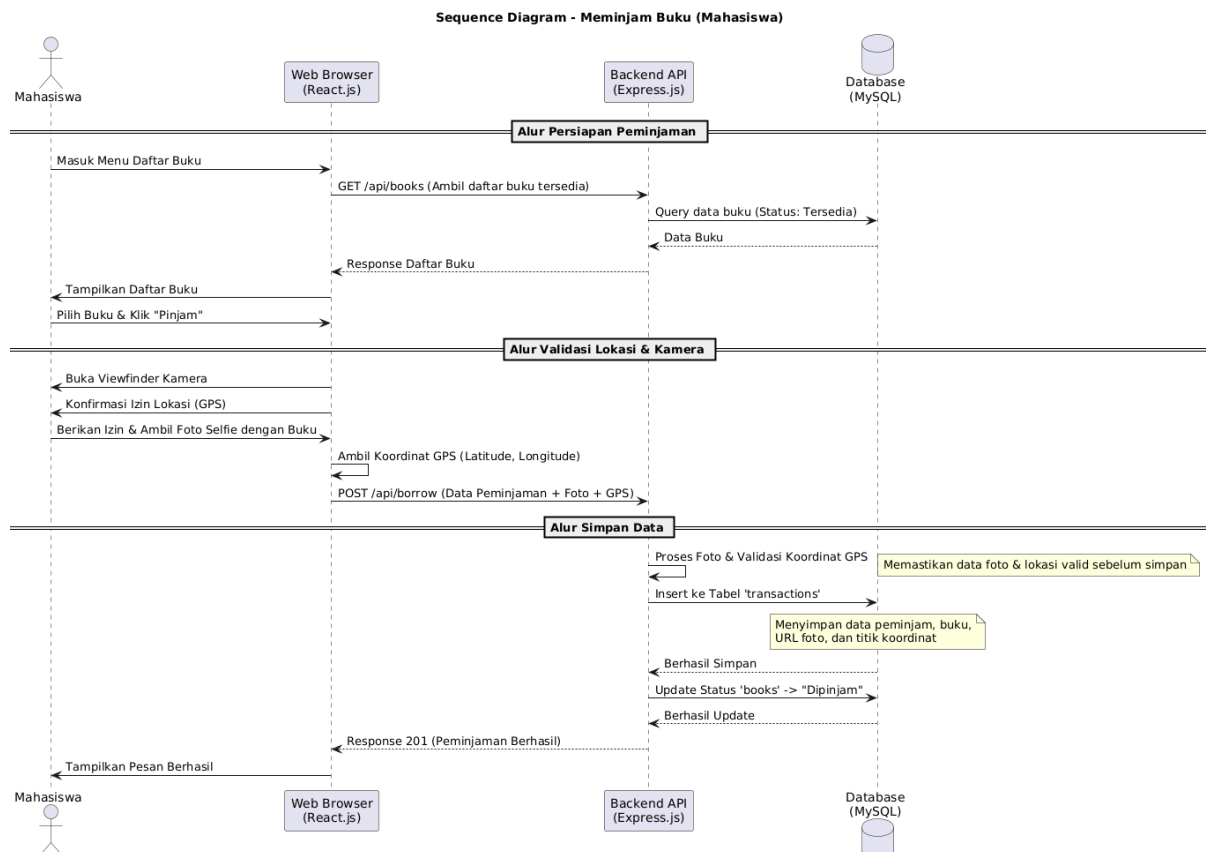 Sequence Diagram - Meminjam Buku (Mahasiswa)
Mahasiswa
Web Browser
(React.js)
Backend API
(Express.js)
Database
(MySQL)
Alur Persiapan Peminjaman
Masuk Menu Daftar Buku
GET /api/books (Ambil daftar buku tersedia)
Query data buku (Status: Tersedia)
Data Buku
Response Daftar Buku
Tampilkan Daftar Buku
Pilih Buku & Klik "Pinjam"
Alur Validasi Lokasi & Kamera
Buka Viewfinder Kamera
Konfirmasi Izin Lokasi (GPS)
Berikan Izin & Ambil Foto Selfie dengan Buku
Ambil Koordinat GPS (Latitude, Longitude)
POST /api/borrow (Data Peminjaman + Foto + GPS)
Alur Simpan Data
Proses Foto & Validasi Koordinat GPS
Memastikan data foto & lokasi valid sebelum simpan
Insert ke Tabel 'transactions'
Menyimpan data peminjam, buku,
URL foto, dan titik koordinat
Berhasil Simpan
Update Status 'books' -> "Dipinjam"
Berhasil Update
Response 201 (Peminjaman Berhasil)
Tampilkan Pesan Berhasil
Mahasiswa
Web Browser
(React.js)
Backend API
(Express.js)
Database
(MySQL)